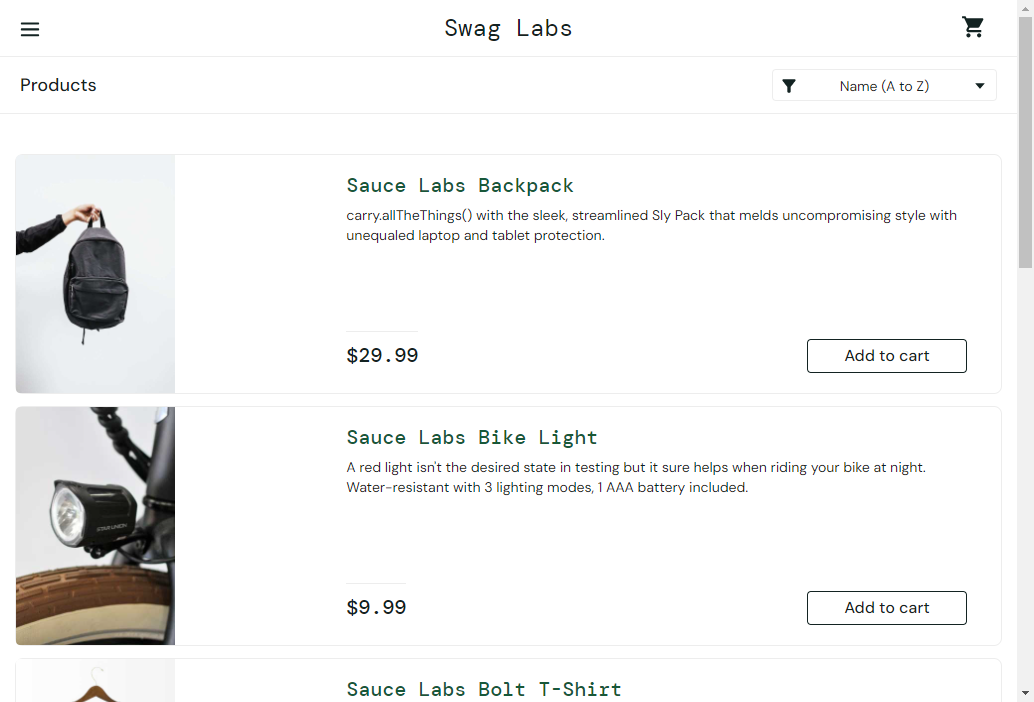 Swag Labs
Products
Name (A to Z)
Sauce Labs Backpack
carry.allTheThings() with the sleek, streamlined Sly Pack that melds uncompromising style with
unequaled laptop and tablet protection.
$29.99
Add to cart
Sauce Labs Bike Light
A red light isn't the desired state in testing but it sure helps when riding your bike at night.
Water-resistant with 3 lighting modes, 1 AAA battery included.
$9.99
Add to cart
Sauce Labs Bolt T-Shirt